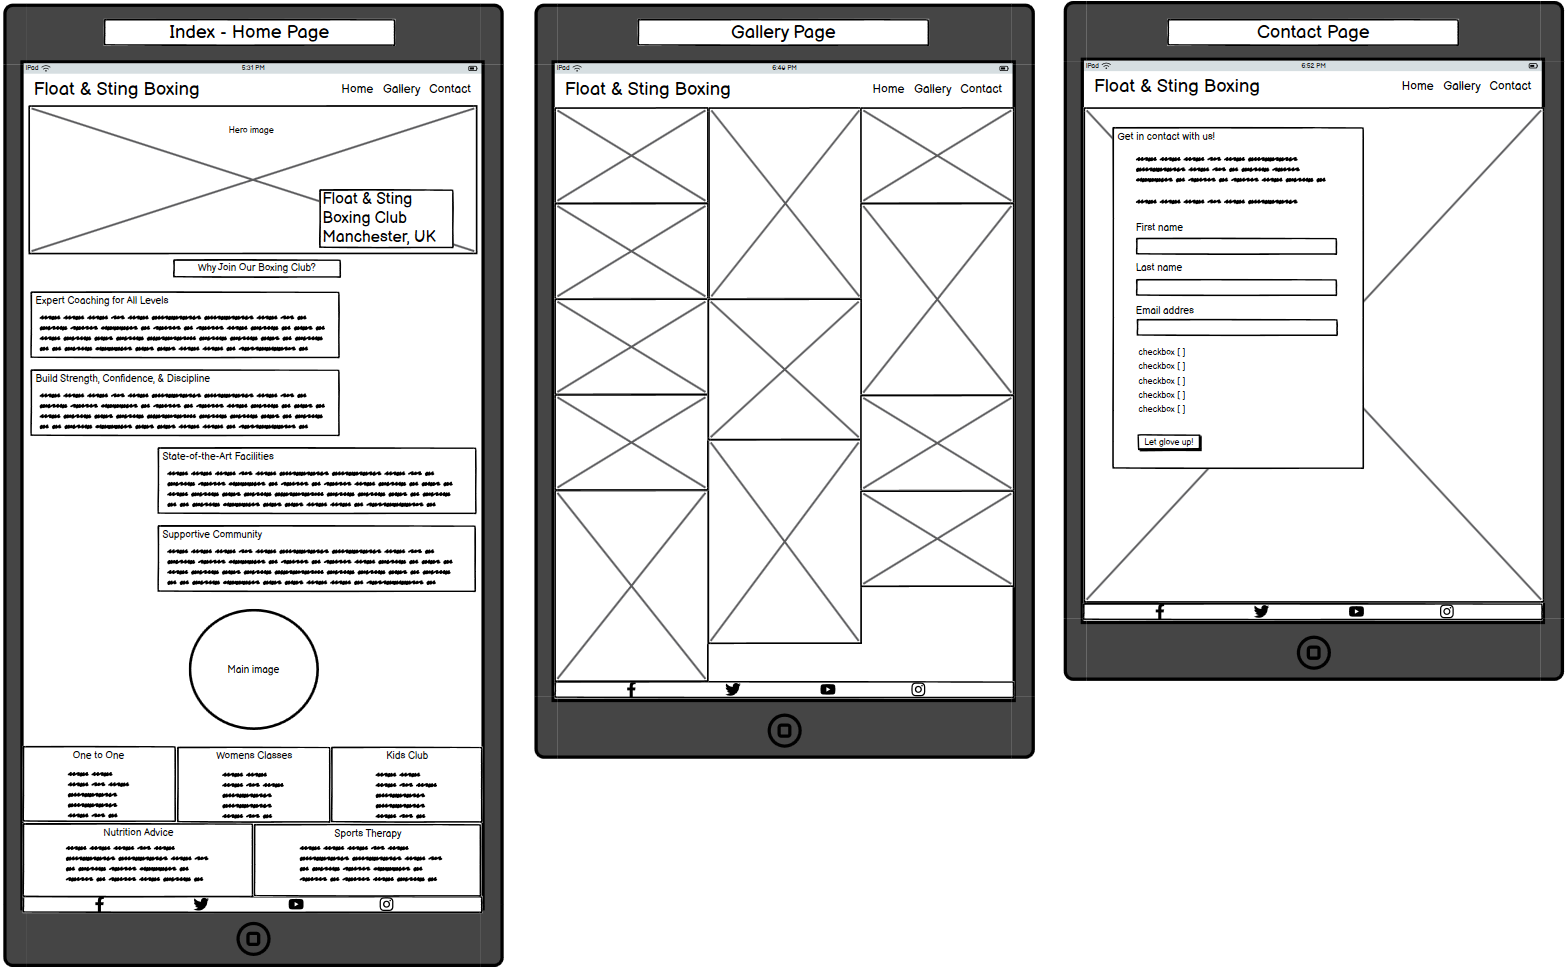 Index - Home Page
iPad
5:31 PM
Float & Sting Boxing
Home Gallery Contact
Hero image
Float & Sting
Boxing Club
Manchester, UK
Why Join Our Boxing Club?
Expert Coaching for All Levels
Build Strength, Confidence, & Discipline
State-of-the-Art Facilities
Supportive Community
Main image
One to One
Womens Classes
Kids Club
Nutrition Advice
Sports Therapy
Gallery Page
iPad
6:49 PM
Float & Sting Boxing
Home Gallery Contact
Contact Page
iPad
6:52 PM
Float & Sting Boxing
Home Gallery Contact
Get in contact with us!
First name
Last name
Email addres
checkbox [ ]
checkbox [ ]
checkbox [ ]
checkbox [ ]
checkbox [ ]
Let glove up!